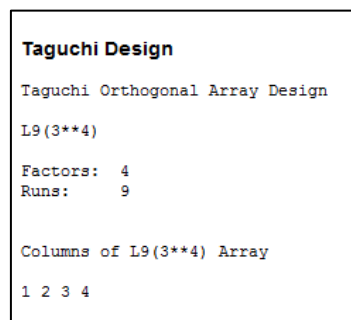 Taguchi Design
Taguchi Orthogonal Array Design
L9(3**4)
Factors: 4
Runs: 9
Columns of L9(3**4) Array
1 2 3 4